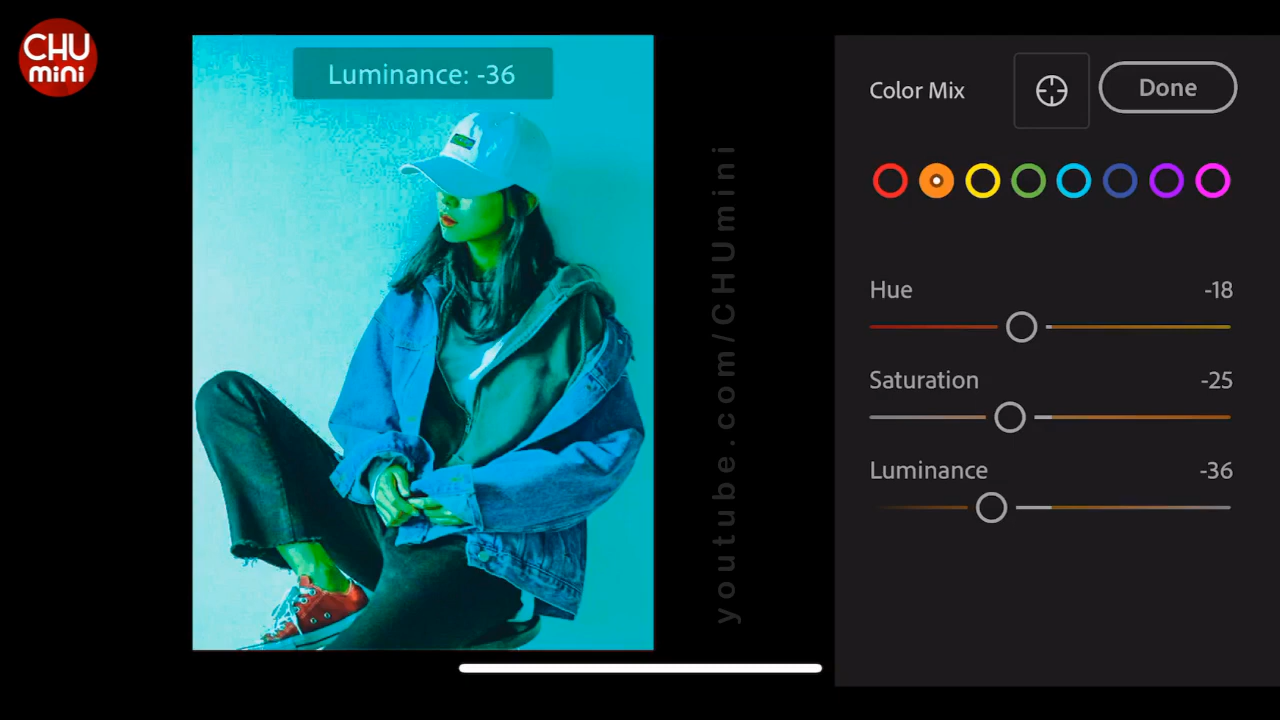 CHU
mini
Luminance: -36
youtube.com/CHUmini
Color Mix
Done
Hue -18
Saturation -25
Luminance -36